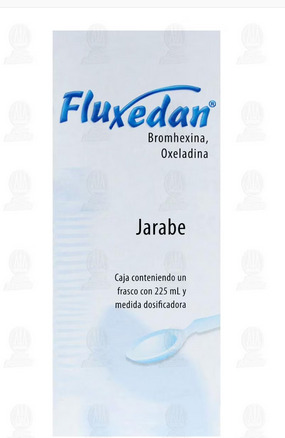 Fluxedan®
Bromhexina,
Oxeladina
Jarabe
Caja conteniendo un
frasco con 225 mL y
medida dosificadora